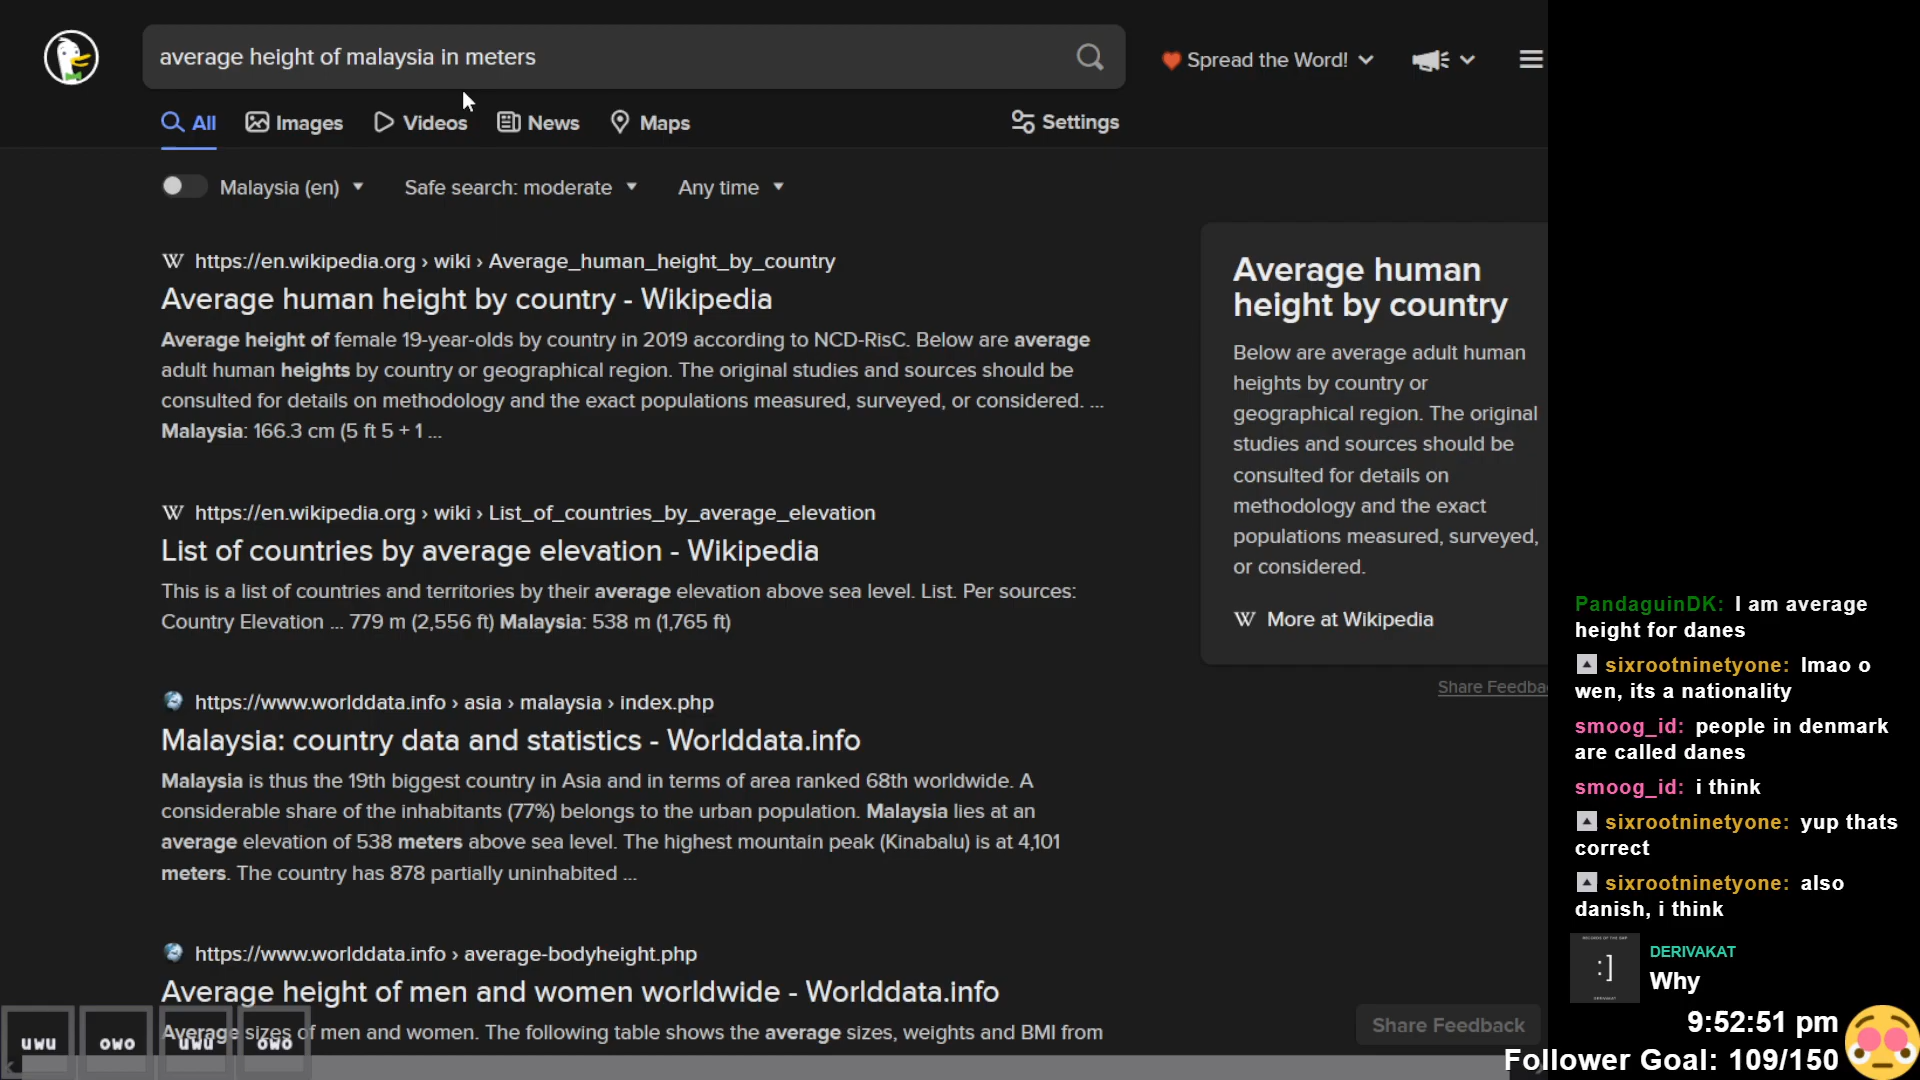 average height of malaysia in meters
Spread the Word!
All
Images
Videos
News
Maps
Settings
Malaysia (en)
Safe search: moderate
Any time
W https://en.wikipedia.org › wiki › Average_human_height_by_country
Average human height by country - Wikipedia
Average height of female 19-year-olds by country in 2019 according to NCD-RisC. Below are average
adult human heights by country or geographical region. The original studies and sources should be
consulted for details on methodology and the exact populations measured, surveyed, or considered. ...
Malaysia: 166.3 cm (5 ft 5 + 1 ...
W https://en.wikipedia.org › wiki › List_of_countries_by_average_elevation
List of countries by average elevation - Wikipedia
This is a list of countries and territories by their average elevation above sea level. List. Per sources:
Country Elevation ... 779 m (2,556 ft) Malaysia: 538 m (1,765 ft)
https://www.worlddata.info › asia › malaysia › index.php
Malaysia: country data and statistics - Worlddata.info
Malaysia is thus the 19th biggest country in Asia and in terms of area ranked 68th worldwide. A
considerable share of the inhabitants (77%) belongs to the urban population. Malaysia lies at an
average elevation of 538 meters above sea level. The highest mountain peak (Kinabalu) is at 4,101
meters. The country has 878 partially uninhabited ...
https://www.worlddata.info › average-bodyheight.php
Average height of men and women worldwide - Worlddata.info
Average sizes of men and women. The following table shows the average sizes, weights and BMI from
uwu
owo
uwu
owo
Average human
height by country
Below are average adult human
heights by country or
geographical region. The original
studies and sources should be
consulted for details on
methodology and the exact
populations measured, surveyed,
or considered.
W More at Wikipedia
Share Feedba
Share Feedback
PandaguinDK: I am average
height for danes
sixrootninetyone: lmao o
wen, its a nationality
smoog_id: people in denmark
are called danes
smoog_id: i think
sixrootninetyone: yup thats
correct
sixrootninetyone: also
danish, i think
:]
DERIVAKAT
Why
9:52:51 pm
Follower Goal: 109/150